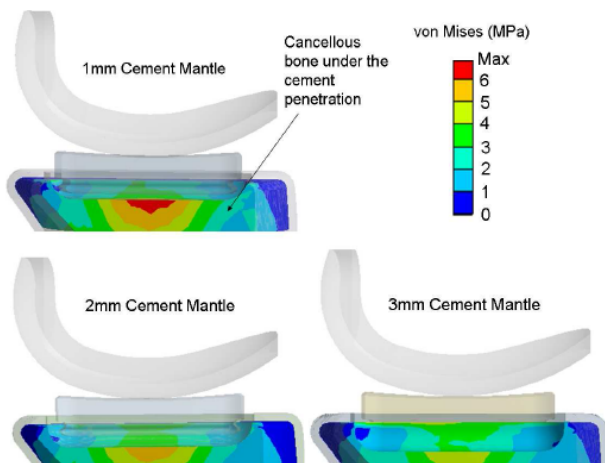 1mm Cement Mantle
Cancellous
bone under the
cement
penetration
von Mises (MPa)
Max
6
5
4
3
2
1
0
2mm Cement Mantle
3mm Cement Mantle